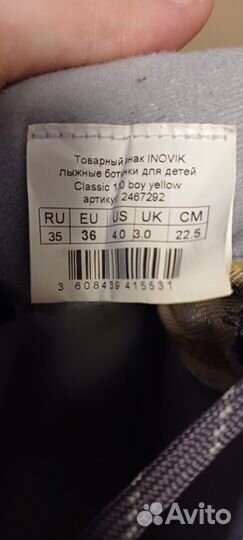 Товарный знак INOVIK
лыжные ботинки для детей
Classic 1.0 boy yellow
артикул 2467292
RU EU US UK CM
35 36 4.0 3.0 22.5
3 608439 415531
Avito